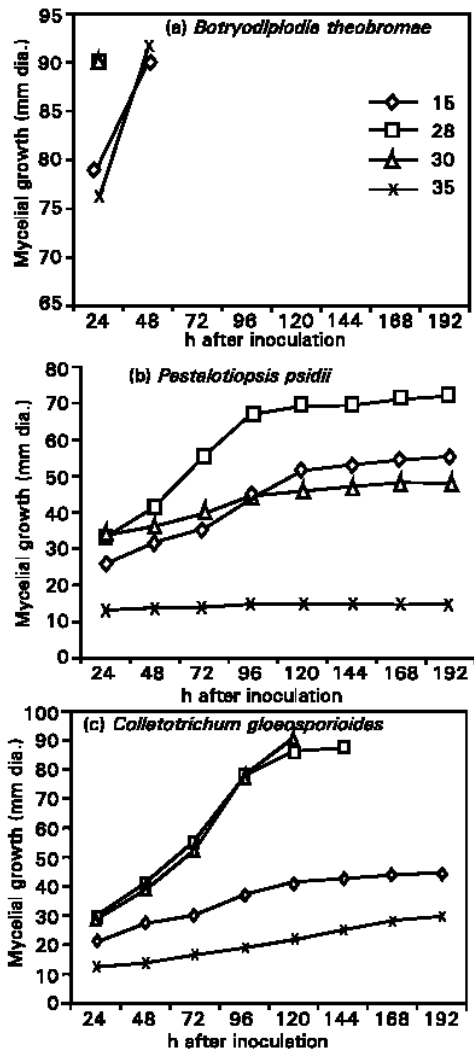 (a) Botryodiplodia theobromae
Mycelial growth (mm dia.)
95
90
85
80
75
70
65
15
28
30
35
24 48 72 96 120 144 168 192
h after inoculation
(b) Pestalotiopsis psidii
Mycelial growth (mm dia.)
80
70
60
50
40
30
20
10
0
24 48 72 96 120 144 168 192
h after inoculation
(c) Colletotrichum gloeosporioides
Mycelial growth (mm dia.)
100
90
80
70
60
50
40
30
20
10
0
24 48 72 96 120 144 168 192
h after inoculation